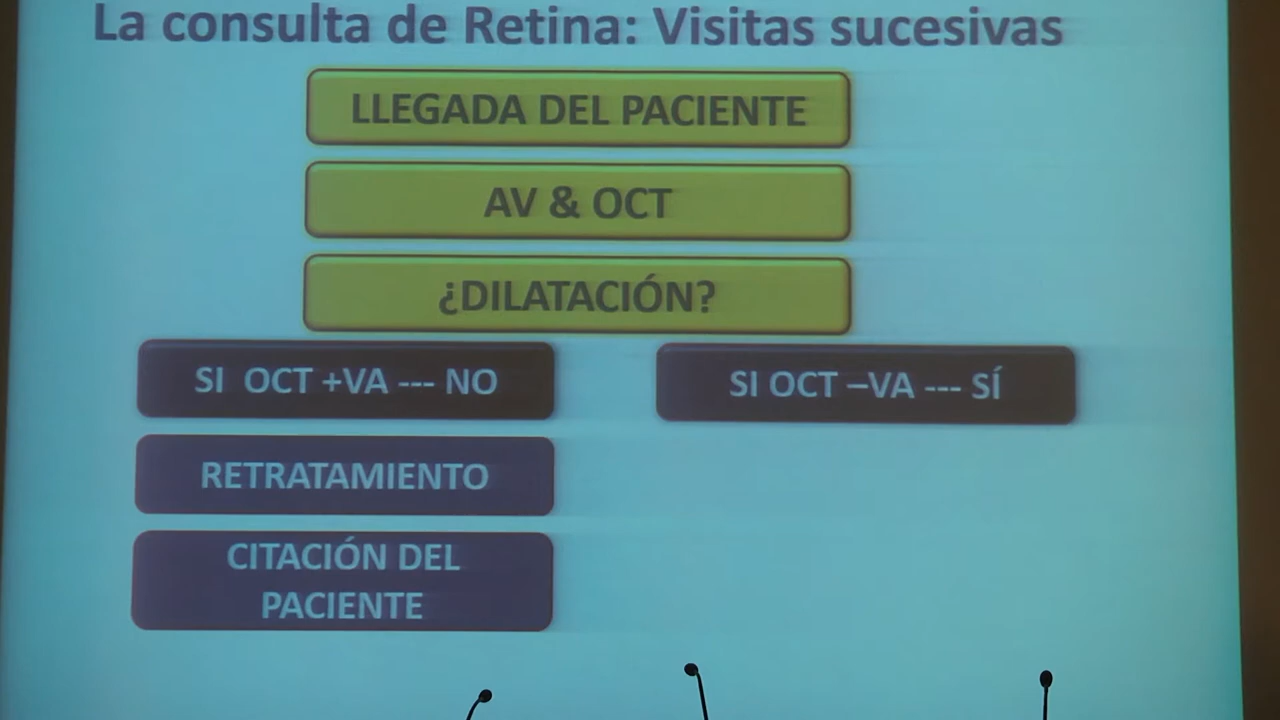 La consulta de Retina: Visitas sucesivas
LLEGADA DEL PACIENTE
AV & OCT
¿DILATACIÓN?
SI OCT +VA --- NO
SI OCT –VA --- SÍ
RETRATAMIENTO
CITACIÓN DEL
PACIENTE